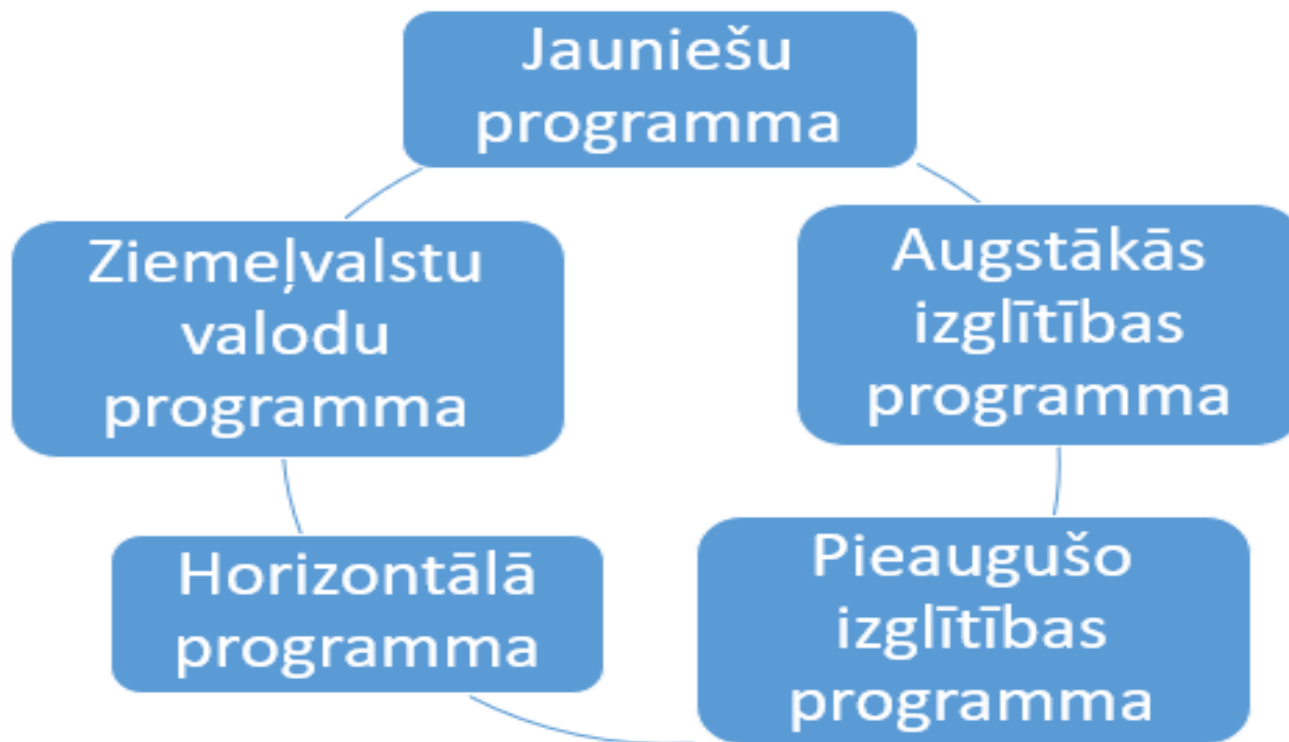 Jauniešu
programma
Augstākās
izglītības
programma
Pieaugušo
izglītības
programma
Horizontālā
programma
Ziemeļvalstu
valodu
programma